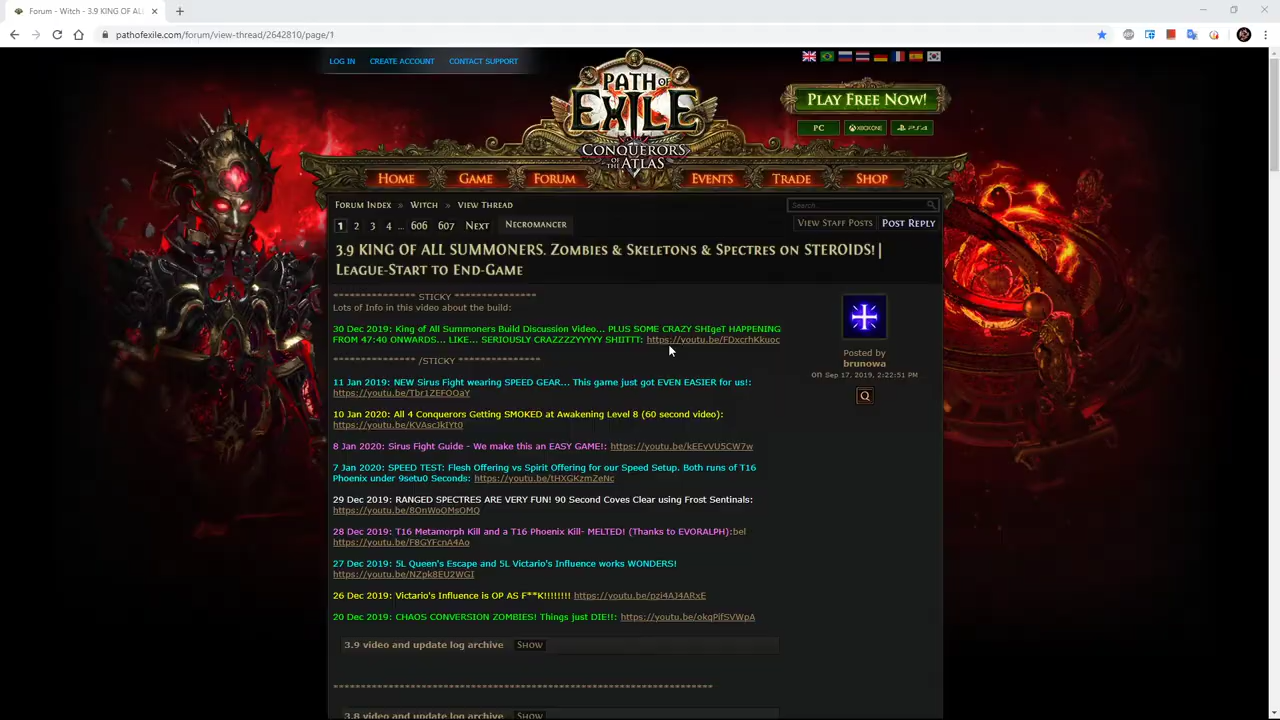 Forum - Witch - 3.9 KING OF AL
pathofexile.com/forum/view-thread/2642810/page/1
LOG IN CREATE ACCOUNT CONTACT SUPPORT
PATH OF EXILE
CONQUERORS OF THE ATLAS
PLAY FREE NOW!
PC XBOX ONE PS4
HOME GAME FORUM EVENTS TRADE SHOP
FORUM INDEX » WITCH » VIEW THREAD
Search...
1 2 3 4 ... 606 607 NEXT NECROMANCER
VIEW STAFF POSTS POST REPLY
3.9 KING OF ALL SUMMONERS. ZOMBIES & SKELETONS & SPECTRES ON STEROIDS! |
LEAGUE-START TO END-GAME
*************** STICKY ***************
Lots of Info in this video about the build:
30 Dec 2019: King of All Summoners Build Discussion Video... PLUS SOME CRAZY SHIgeT HAPPENING
FROM 47:40 ONWARDS... LIKE... SERIOUSLY CRAZZZZYYYYY SHIITTT: https://youtu.be/FDxcrhKkuoc
*************** /STICKY ***************
11 Jan 2019: NEW Sirus Fight wearing SPEED GEAR... This game just got EVEN EASIER for us!:
https://youtu.be/Tbr1ZEFOOaY
10 Jan 2020: All 4 Conquerors Getting SMOKED at Awakening Level 8 (60 second video):
https://youtu.be/KVAscJkIYt0
8 Jan 2020: Sirus Fight Guide - We make this an EASY GAME!: https://youtu.be/kEEvVU5CW7w
7 Jan 2020: SPEED TEST: Flesh Offering vs Spirit Offering for our Speed Setup. Both runs of T16
Phoenix under 9setu0 Seconds: https://youtu.be/tHXGKzmZeNc
29 Dec 2019: RANGED SPECTRES ARE VERY FUN! 90 Second Coves Clear using Frost Sentinals:
https://youtu.be/8OnWoOMsOMQ
28 Dec 2019: T16 Metamorph Kill and a T16 Phoenix Kill- MELTED! (Thanks to EVORALPH):bel
https://youtu.be/F8GYFcnA4Ao
27 Dec 2019: 5L Queen's Escape and 5L Victario's Influence works WONDERS!
https://youtu.be/NZpk8EU2WGI
26 Dec 2019: Victario's Influence is OP AS F**K!!!!!!!! https://youtu.be/pzi4AJ4ARxE
20 Dec 2019: CHAOS CONVERSION ZOMBIES! Things just DIE!!: https://youtu.be/okqPifSVWpA
Posted by
brunowa
on Sep 17, 2019, 2:22:51 PM
3.9 video and update log archive SHOW
3.8 video and update log archive SHOW